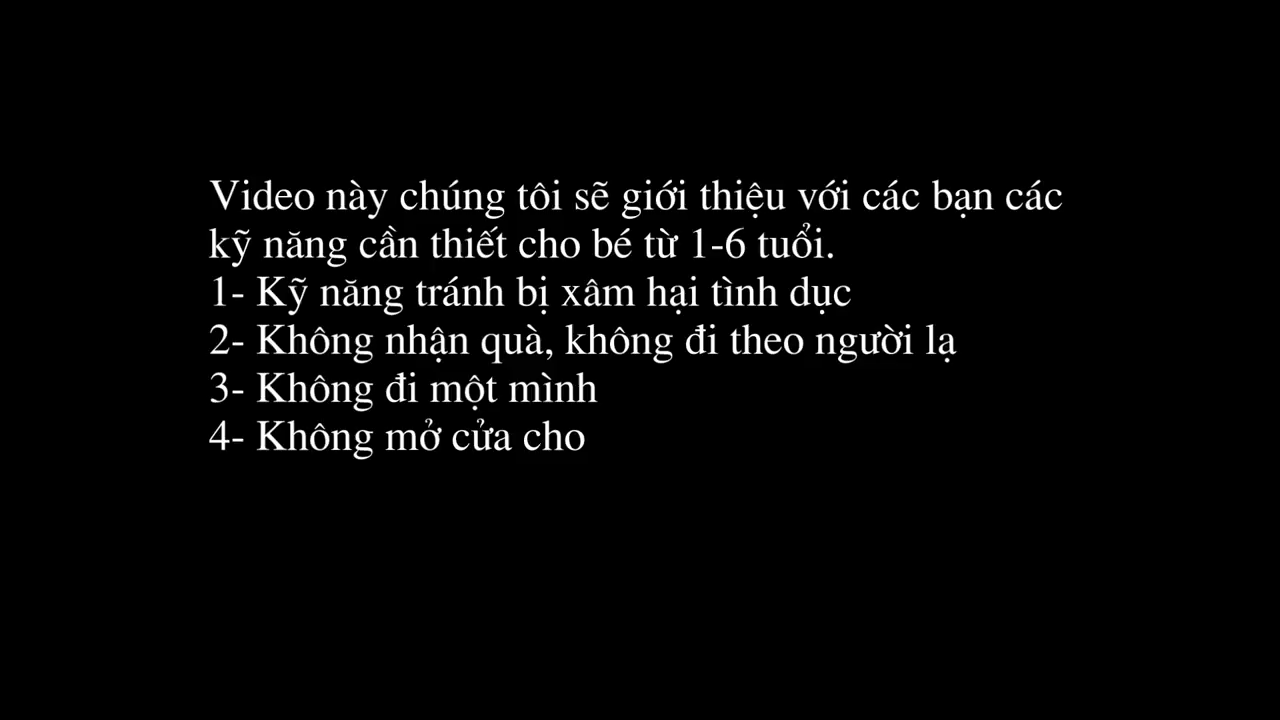 Video này chúng tôi sẽ giới thiệu với các bạn các
kỹ năng cần thiết cho bé từ 1-6 tuổi.
1- Kỹ năng tránh bị xâm hại tình dục
2- Không nhận quà, không đi theo người lạ
3- Không đi một mình
4- Không mở cửa cho